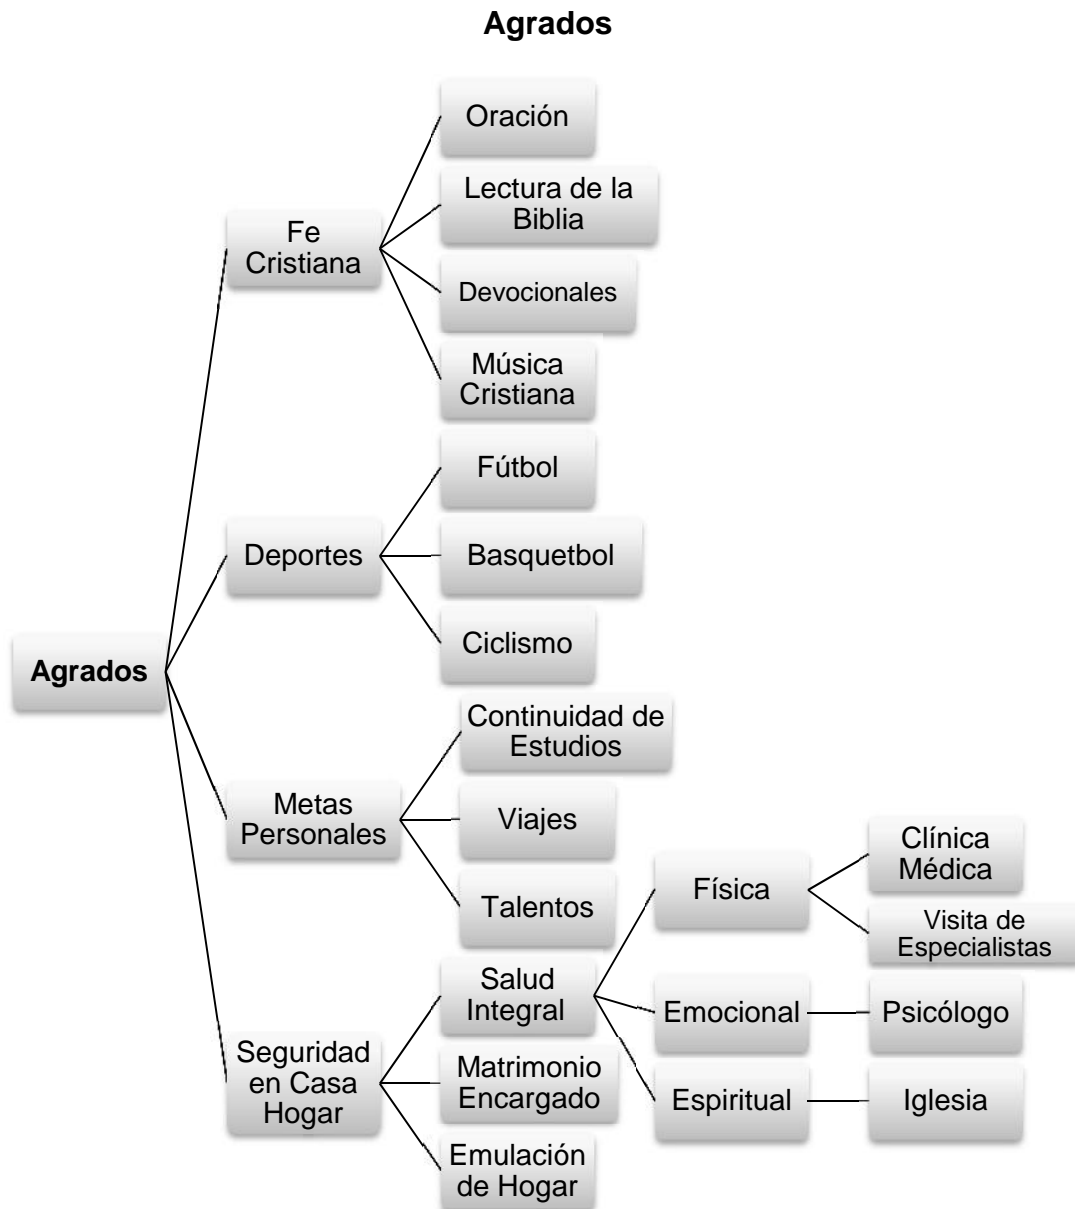 Agrados
Oración
Lectura de la
Biblia
Fe
Cristiana
Devocionales
Música
Cristiana
Fútbol
Deportes
Basquetbol
Ciclismo
Agrados
Continuidad de
Estudios
Metas
Personales
Viajes
Talentos
Clínica
Médica
Física
Visita de
Especialistas
Salud
Integral
Emocional
Psicólogo
Seguridad
en Casa
Hogar
Matrimonio
Encargado
Espiritual
Iglesia
Emulación
de Hogar